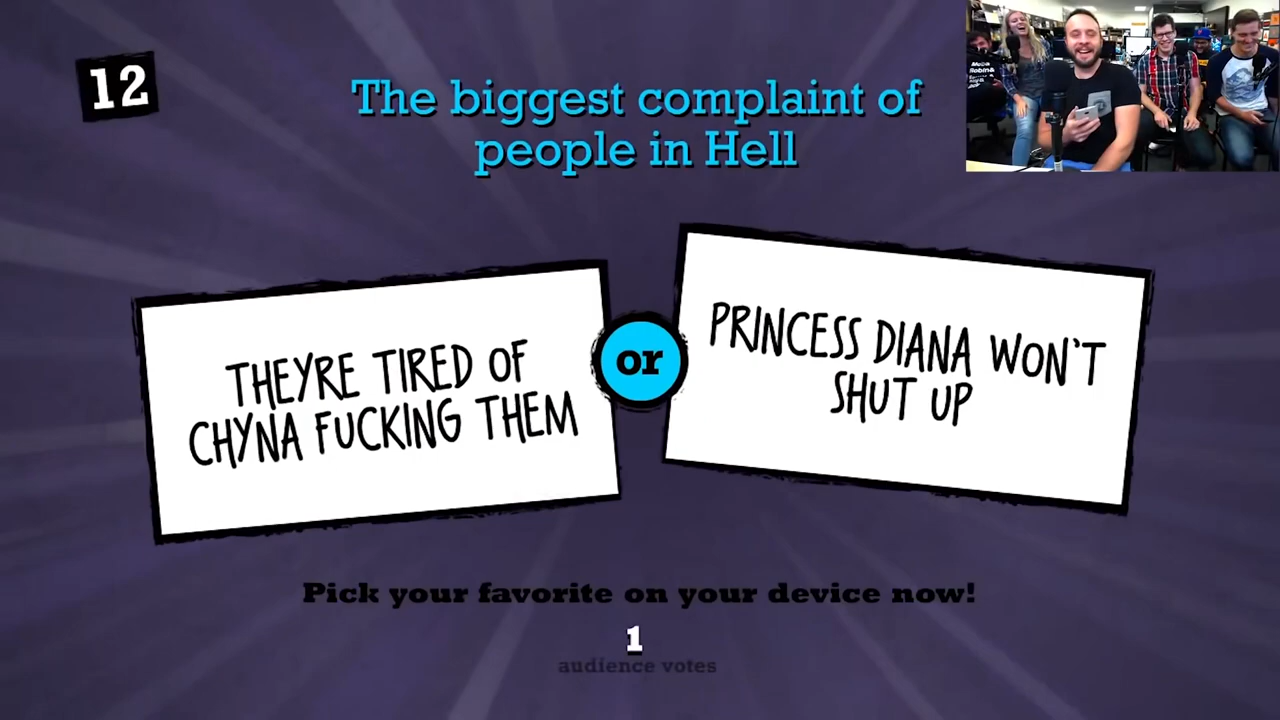 12
The biggest complaint of
people in Hell
THEYRE TIRED OF
CHYNA FUCKING THEM
or
PRINCESS DIANA WON'T
SHUT UP
Pick your favorite on your device now!
1
audience votes